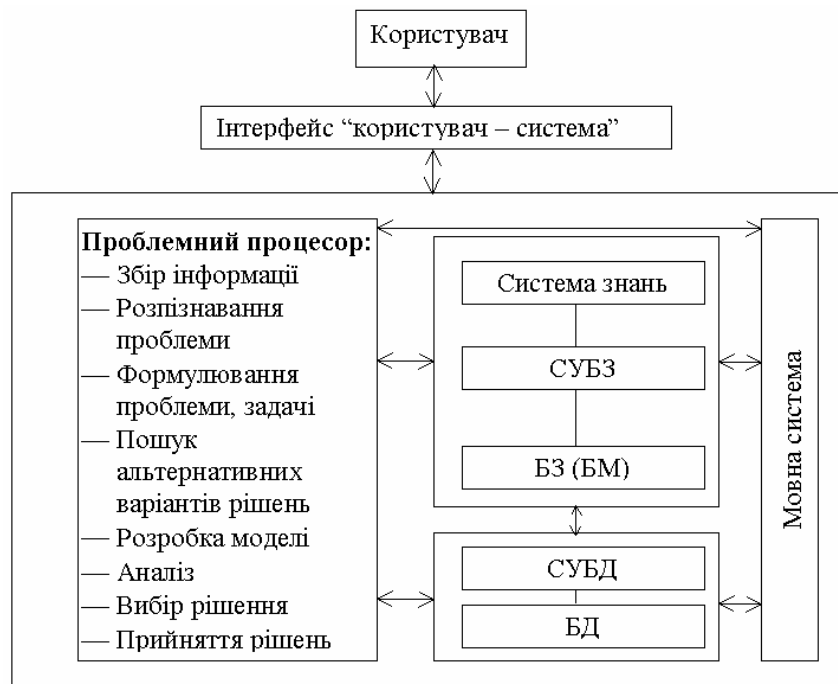 Користувач
Інтерфейс “користувач – система”
Проблемний процесор:
— Збір інформації
— Розпізнавання
проблеми
— Формулювання
проблеми, задачі
— Пошук
альтернативних
варіантів рішень
— Розробка моделі
— Аналіз
— Вибір рішення
— Прийняття рішень
Система знань
СУБЗ
БЗ (БМ)
СУБД
БД
Мовна система